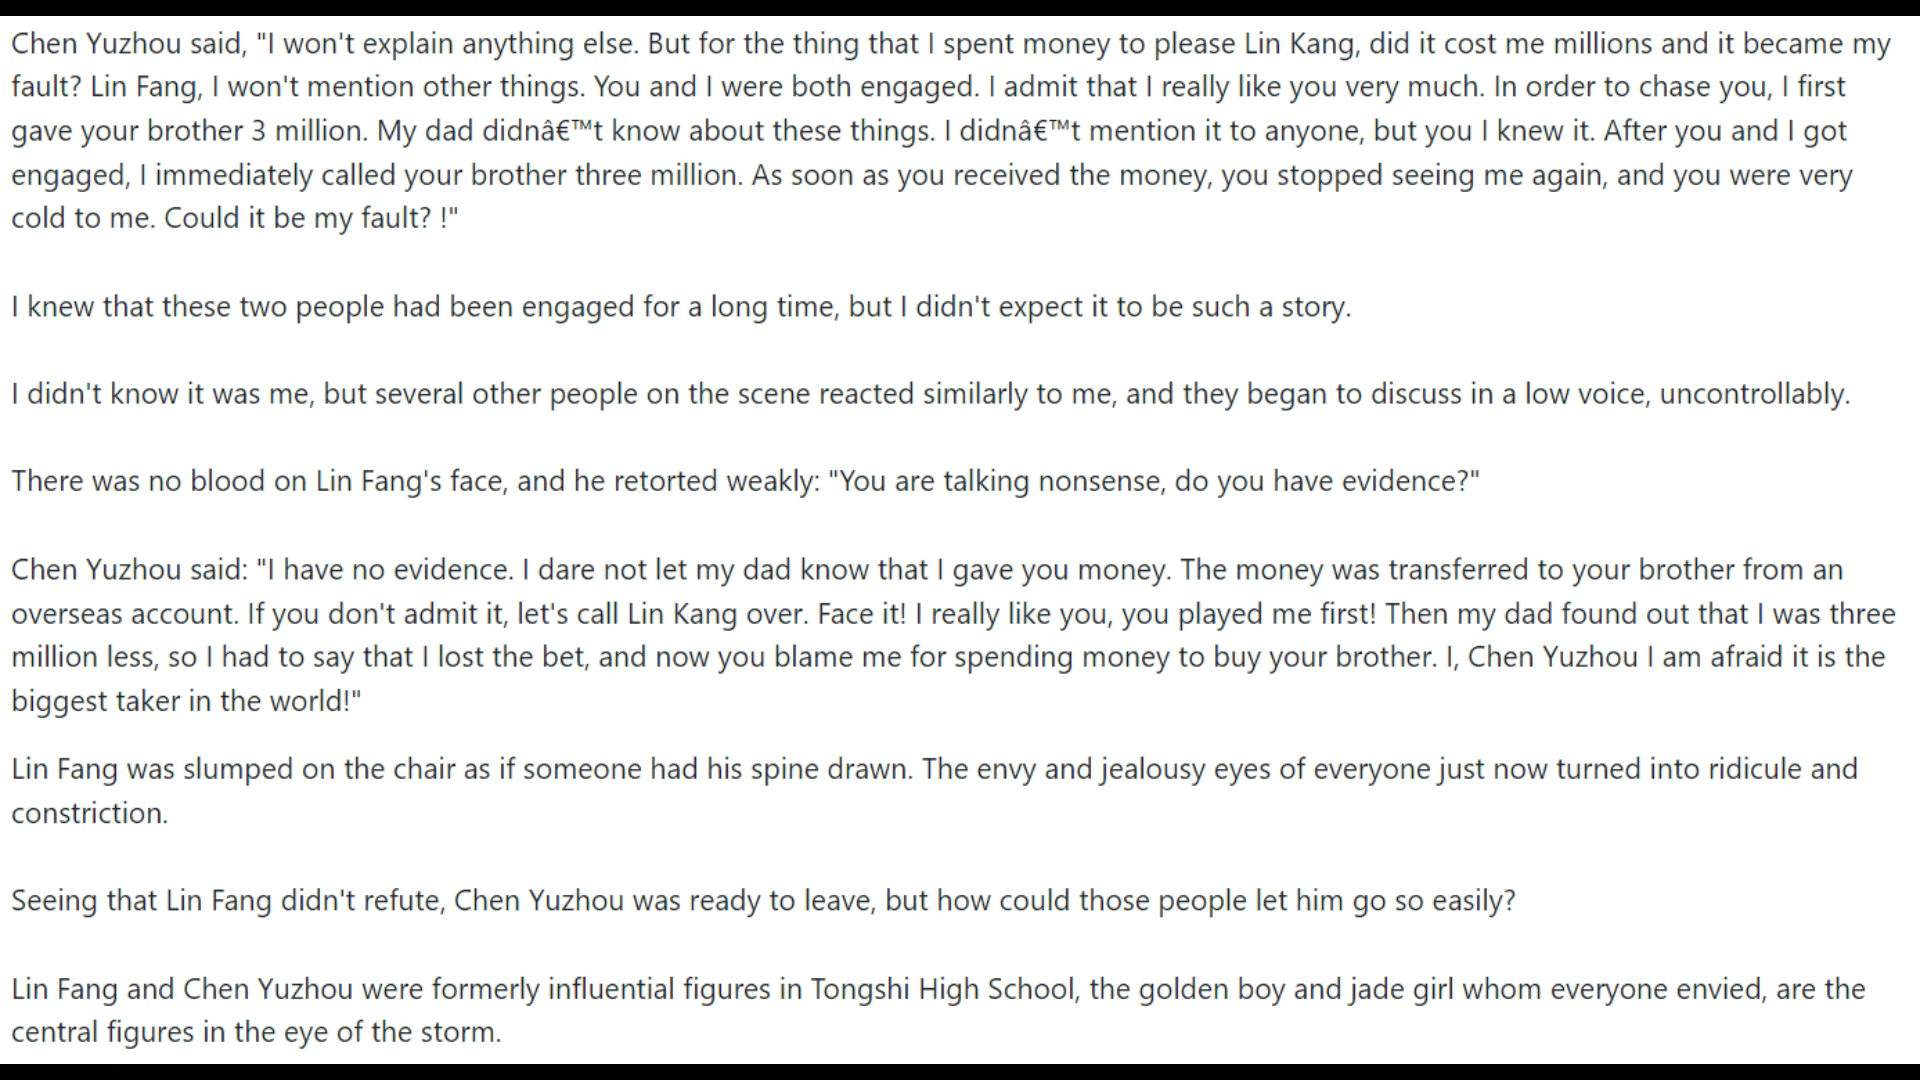 Chen Yuzhou said, "I won't explain anything else. But for the thing that I spent money to please Lin Kang, did it cost me millions and it became my
fault? Lin Fang, I won't mention other things. You and I were both engaged. I admit that I really like you very much. In order to chase you, I first
gave your brother 3 million. My dad didnâ€™t know about these things. I didnâ€™t mention it to anyone, but you I knew it. After you and I got
engaged, I immediately called your brother three million. As soon as you received the money, you stopped seeing me again, and you were very
cold to me. Could it be my fault? !"
I knew that these two people had been engaged for a long time, but I didn't expect it to be such a story.
I didn't know it was me, but several other people on the scene reacted similarly to me, and they began to discuss in a low voice, uncontrollably.
There was no blood on Lin Fang's face, and he retorted weakly: "You are talking nonsense, do you have evidence?"
Chen Yuzhou said: "I have no evidence. I dare not let my dad know that I gave you money. The money was transferred to your brother from an
overseas account. If you don't admit it, let's call Lin Kang over. Face it! I really like you, you played me first! Then my dad found out that I was three
million less, so I had to say that I lost the bet, and now you blame me for spending money to buy your brother. I, Chen Yuzhou I am afraid it is the
biggest taker in the world!"
Lin Fang was slumped on the chair as if someone had his spine drawn. The envy and jealousy eyes of everyone just now turned into ridicule and
constriction.
Seeing that Lin Fang didn't refute, Chen Yuzhou was ready to leave, but how could those people let him go so easily?
Lin Fang and Chen Yuzhou were formerly influential figures in Tongshi High School, the golden boy and jade girl whom everyone envied, are the
central figures in the eye of the storm.